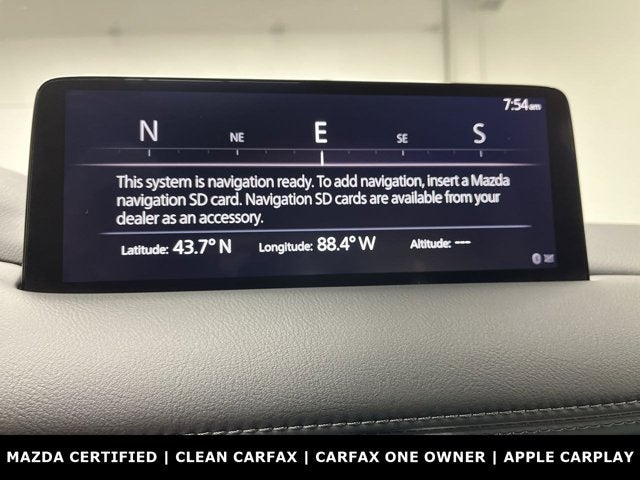 7:54am
N NE E SE S
This system is navigation ready. To add navigation, insert a Mazda
navigation SD card. Navigation SD cards are available from your
dealer as an accessory.
Latitude: 43.7° N Longitude: 88.4° W Altitude: ---
MAZDA CERTIFIED | CLEAN CARFAX | CARFAX ONE OWNER | APPLE CARPLAY